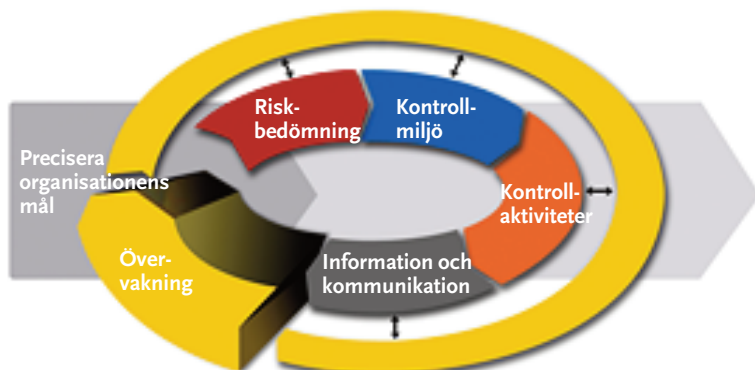 Risk-
bedömning
Kontroll-
miljö
Precisera
organisationens
mål
Kontroll-
aktiviteter
Över-
vakning
Information och
kommunikation